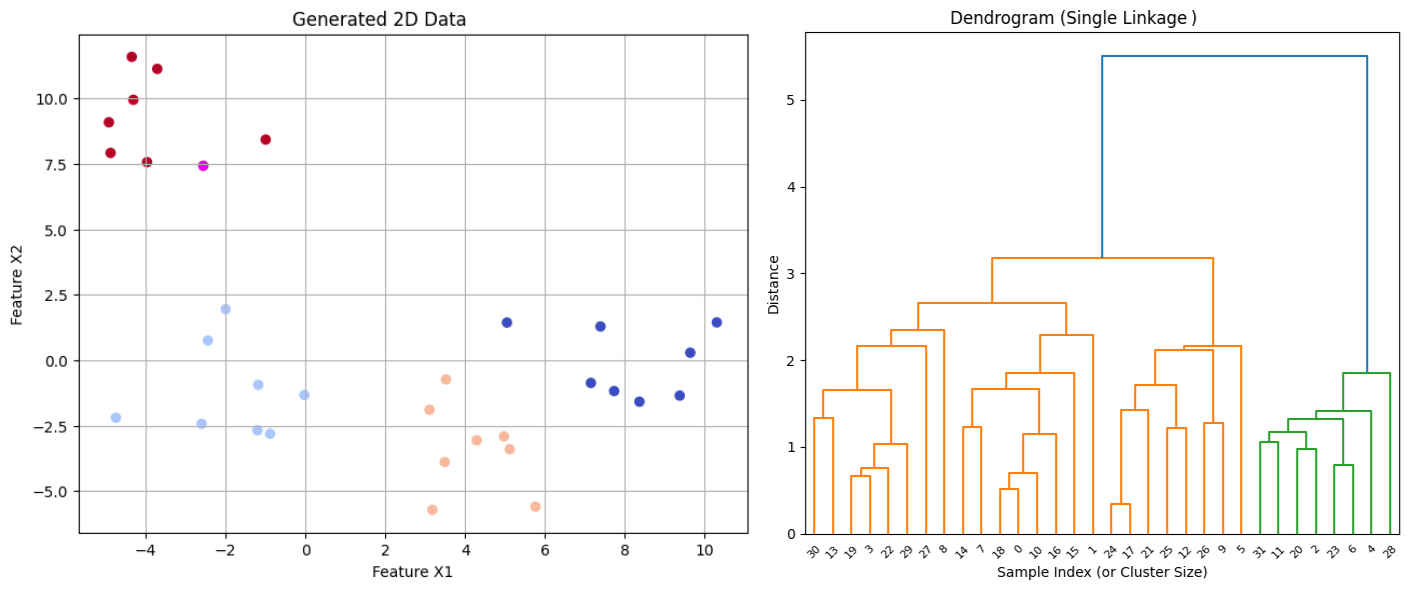 Generated 2D Data
10.0
7.5
5.0
2.5
0.0
−2.5
−5.0
Feature X2
−4 −2 0 2 4 6 8 10
Feature X1
Dendrogram (Single Linkage)
5
4
3
2
1
0
Distance
30 13 19 3 22 29 27 8 14 7 18 0 10 16 15 1 24 17 21 25 12 26 9 5 31 11 20 2 23 6 4 28
Sample Index (or Cluster Size)